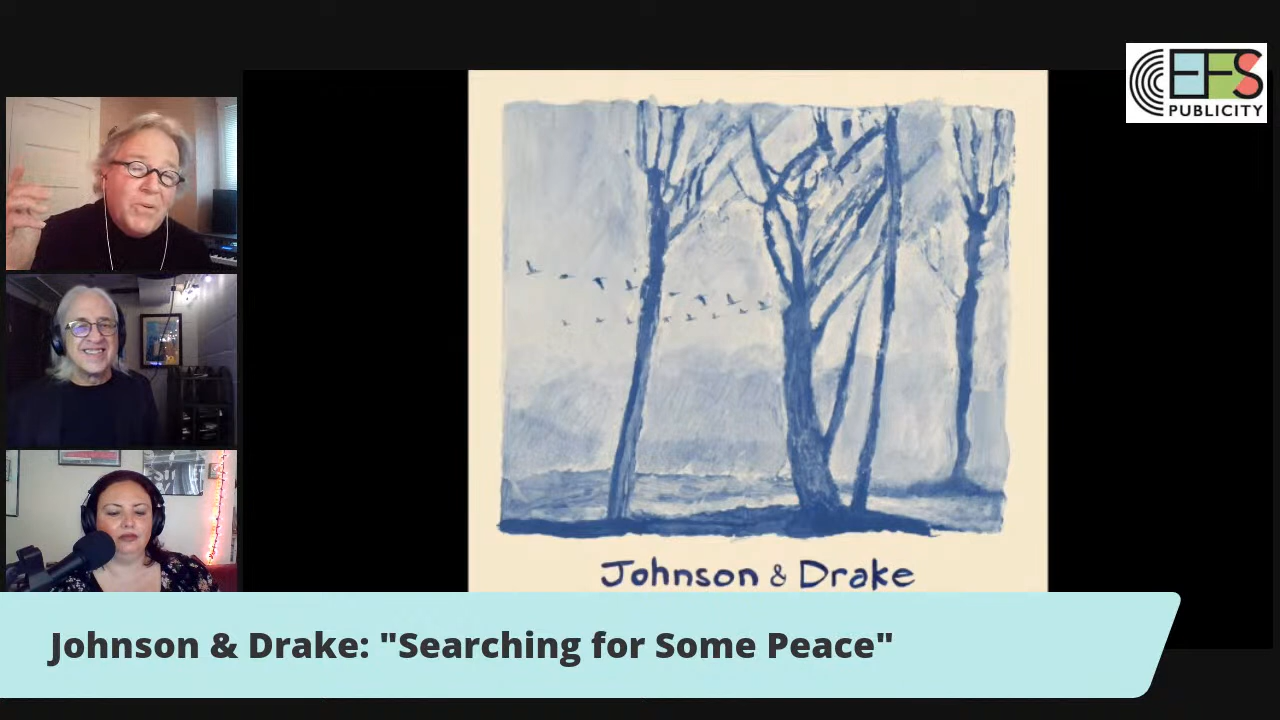 EFS
PUBLICITY
Johnson & Drake
Johnson & Drake: "Searching for Some Peace"